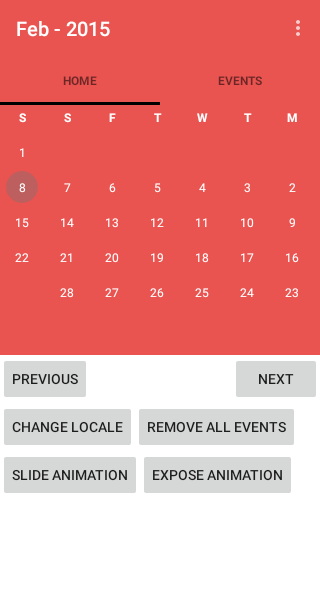 Feb - 2015
HOME EVENTS
S S F T W T M
1
8 7 6 5 4 3 2
15 14 13 12 11 10 9
22 21 20 19 18 17 16
28 27 26 25 24 23
PREVIOUS NEXT
CHANGE LOCALE REMOVE ALL EVENTS
SLIDE ANIMATION EXPOSE ANIMATION